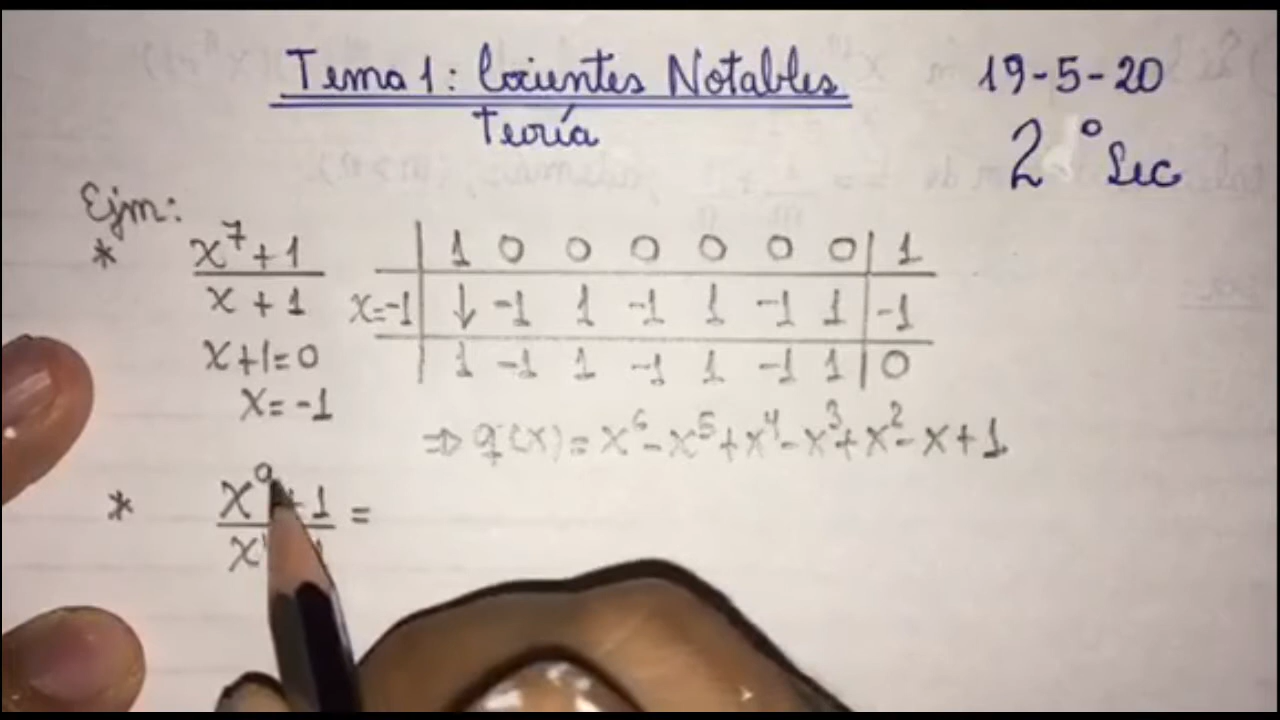 Tema 1: Cocientes Notables
Teoría
19-5-20
2° Sec
Ejm:
* x⁷+1
x+1
x+1=0
x=-1
1 0 0 0 0 0 0 | 1
x=-1 | ↓ -1 1 -1 1 -1 1 | -1
1 -1 1 -1 1 -1 1 | 0
⇒ q(x) = x⁶-x⁵+x⁴-x³+x²-x+1
* x⁹+1 =
x